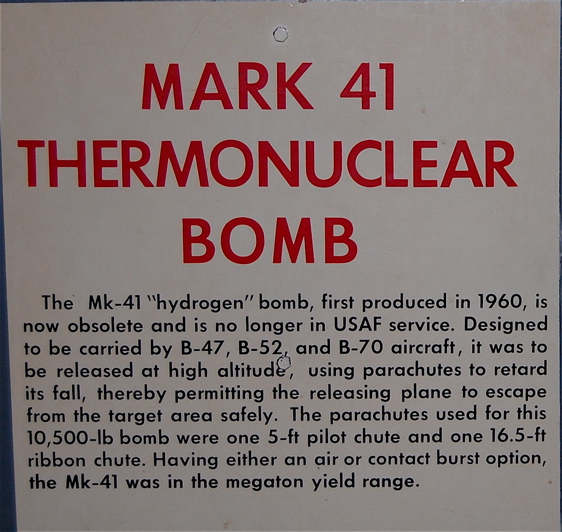 MARK 41
THERMONUCLEAR
BOMB
The Mk-41 "hydrogen" bomb, first produced in 1960, is
now obsolete and is no longer in USAF service. Designed
to be carried by B-47, B-52, and B-70 aircraft, it was to
be released at high altitude, using parachutes to retard
its fall, thereby permitting the releasing plane to escape
from the target area safely. The parachutes used for this
10,500-lb bomb were one 5-ft pilot chute and one 16.5-ft
ribbon chute. Having either an air or contact burst option,
the Mk-41 was in the megaton yield range.